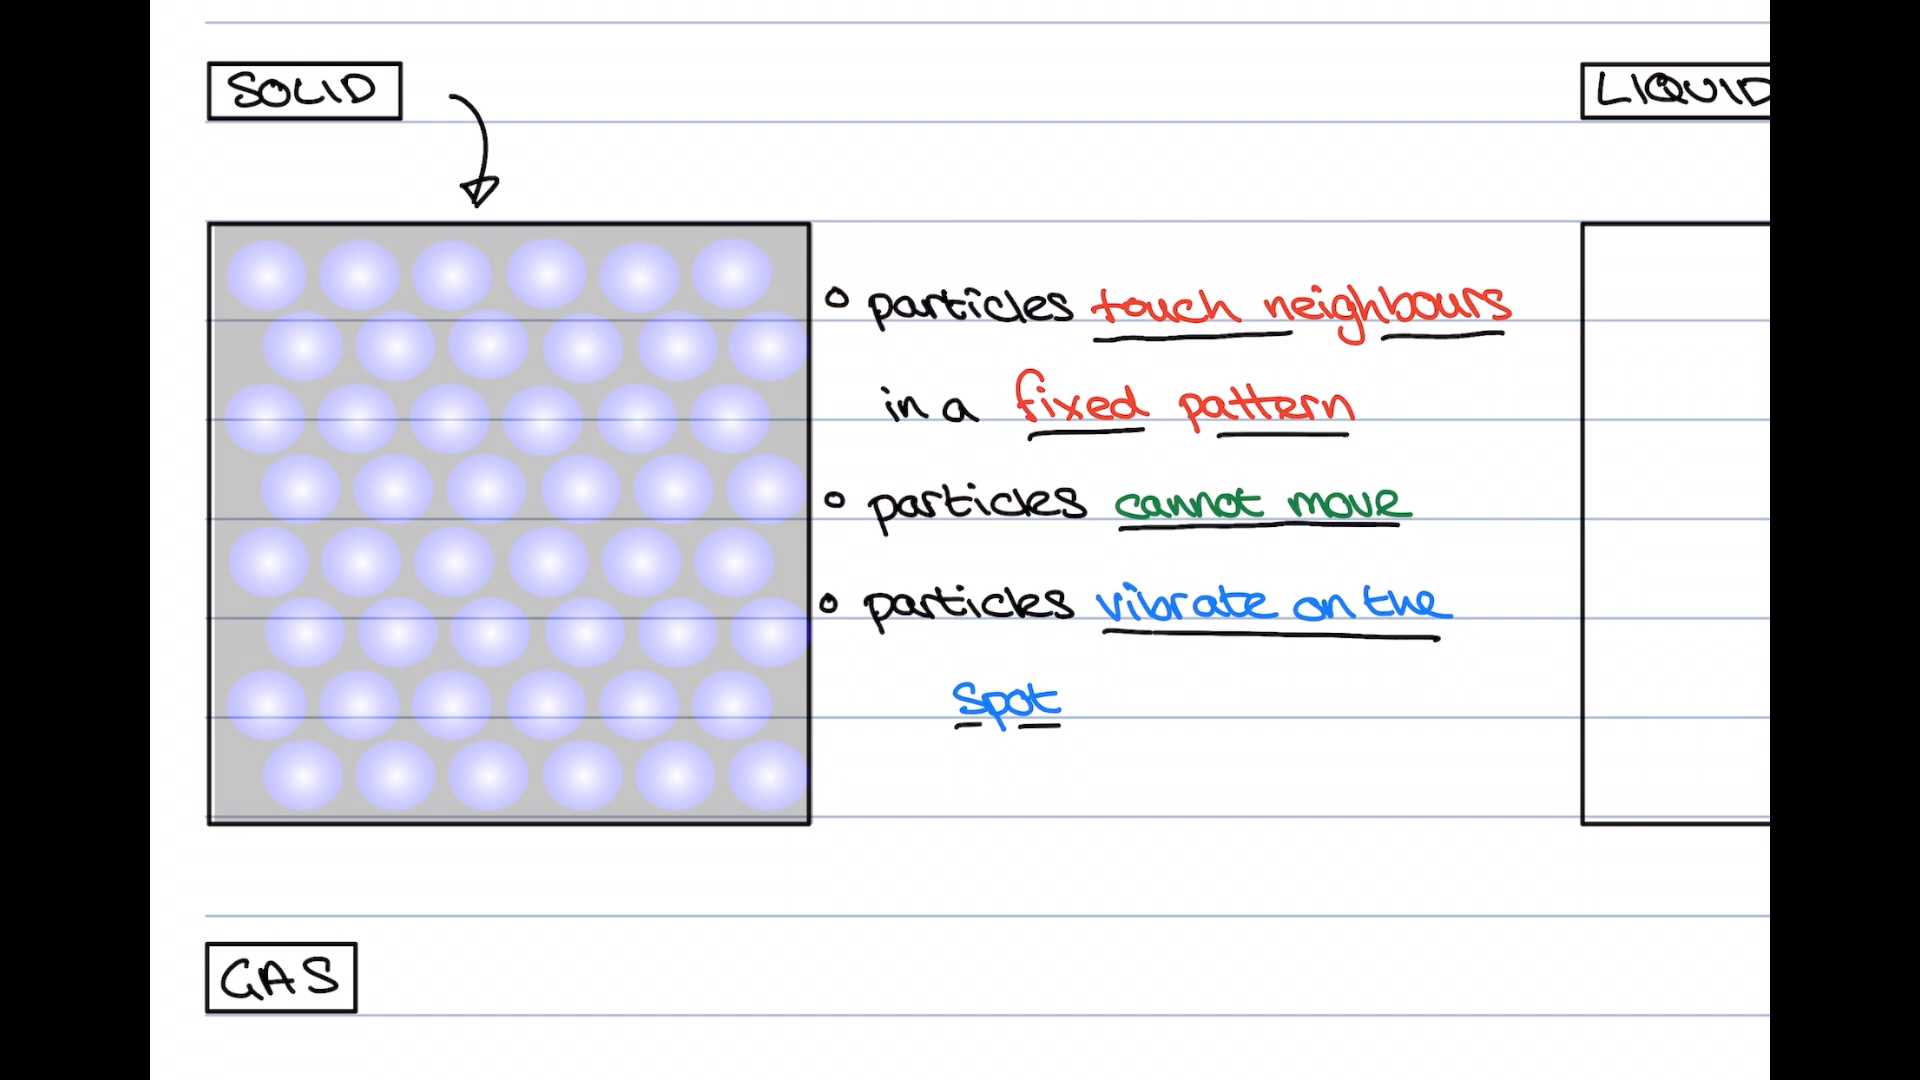 SOLID
LIQUID
° particles touch neighbours
in a fixed pattern
° particles cannot move
° particles vibrate on the
spot
GAS